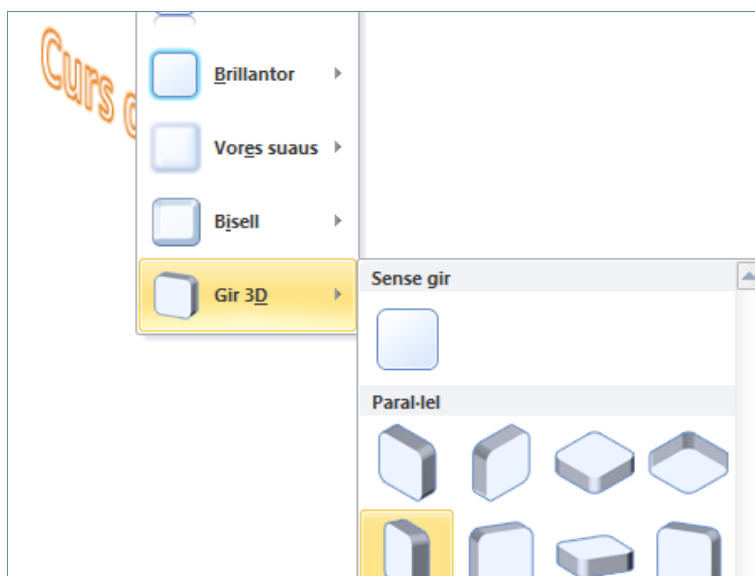 Curs
Brillantor
Vores suaus
Bisell
Gir 3D
Sense gir
Paral·lel